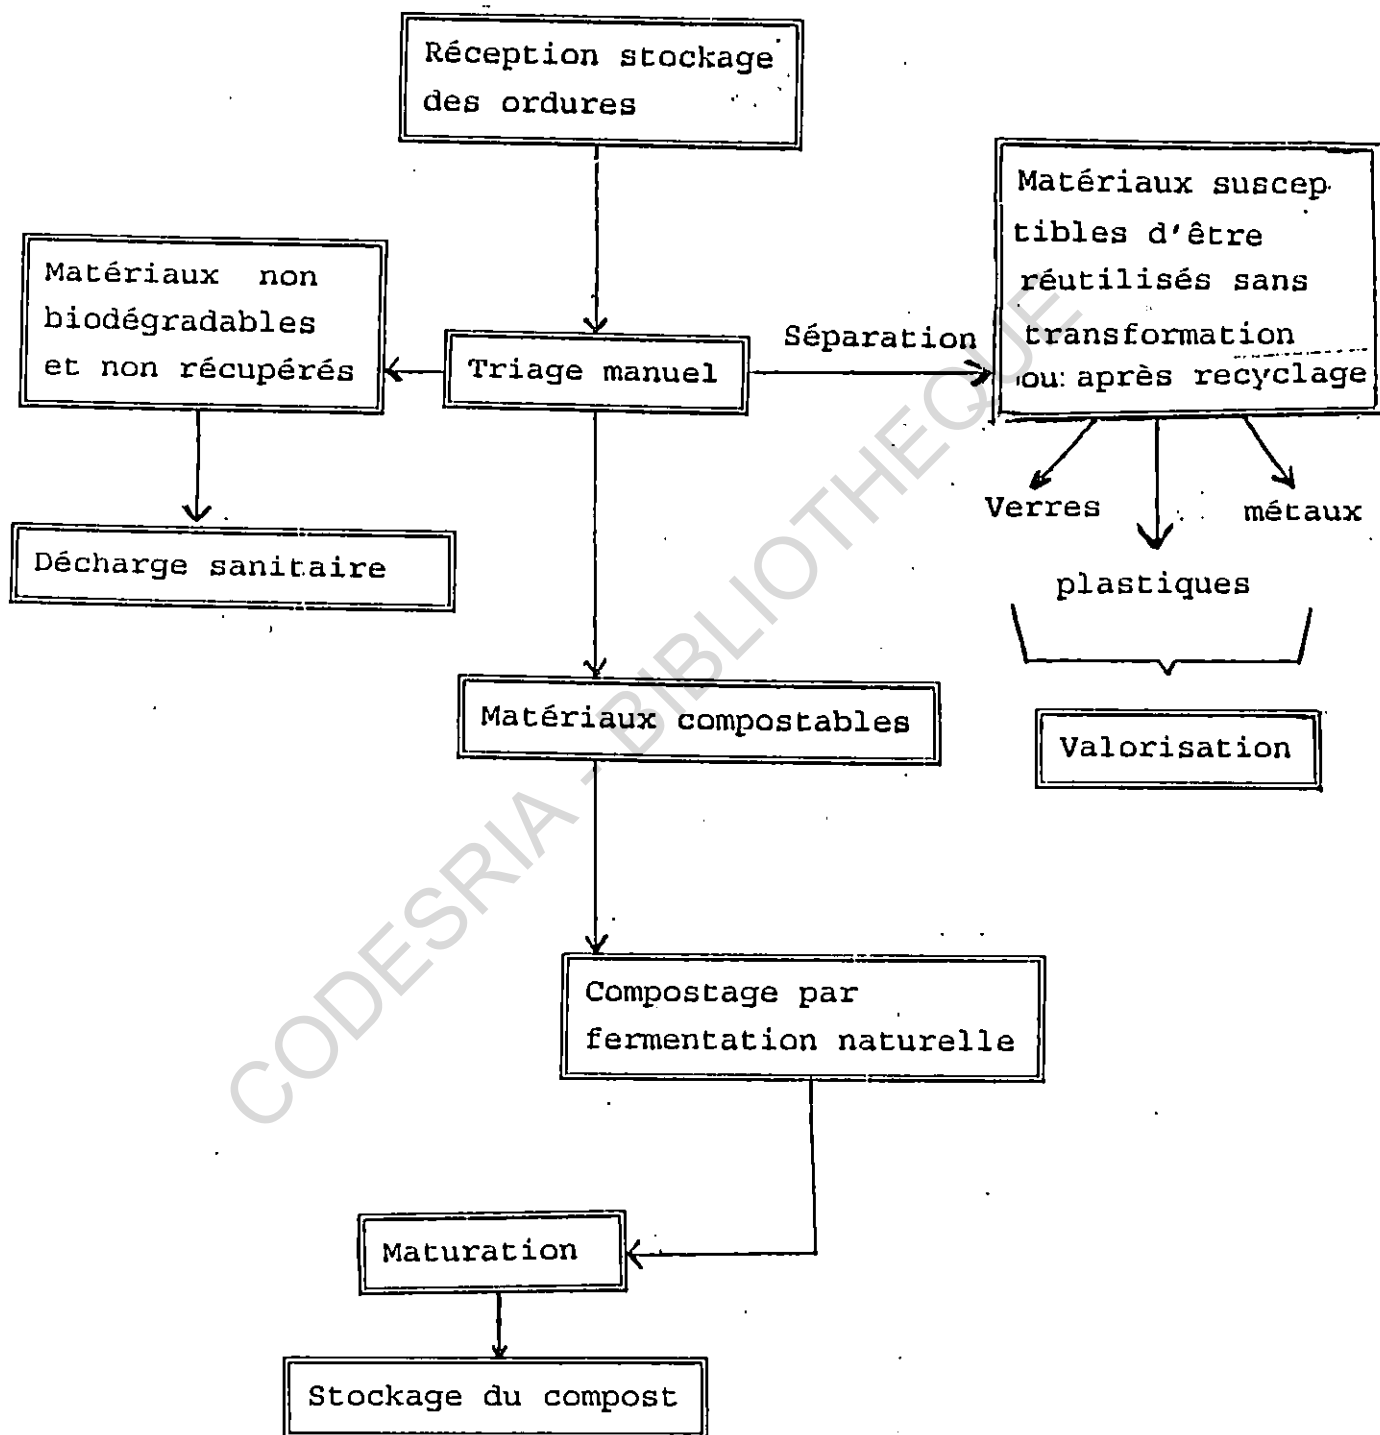 Réception stockage
des ordures
Matériaux suscep
tibles d'être
réutilisés sans
transformation
ou: après recyclage
Matériaux non
biodégradables
et non récupérés
Triage manuel
Séparation
Verres
métaux
plastiques
Décharge sanitaire
Matériaux compostables
Valorisation
Compostage par
fermentation naturelle
Maturation
Stockage du compost
CODESRIA - BIBLIOTHEQUE